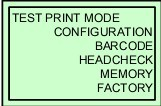 TEST PRINT MODE
CONFIGURATION
BARCODE
HEADCHECK
MEMORY
FACTORY